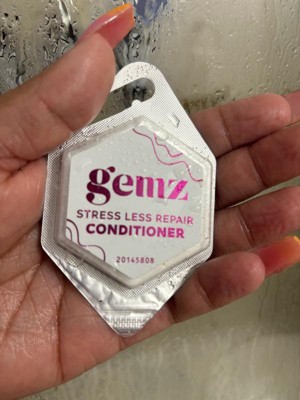 gemz
STRESS LESS REPAIR
CONDITIONER
20145808